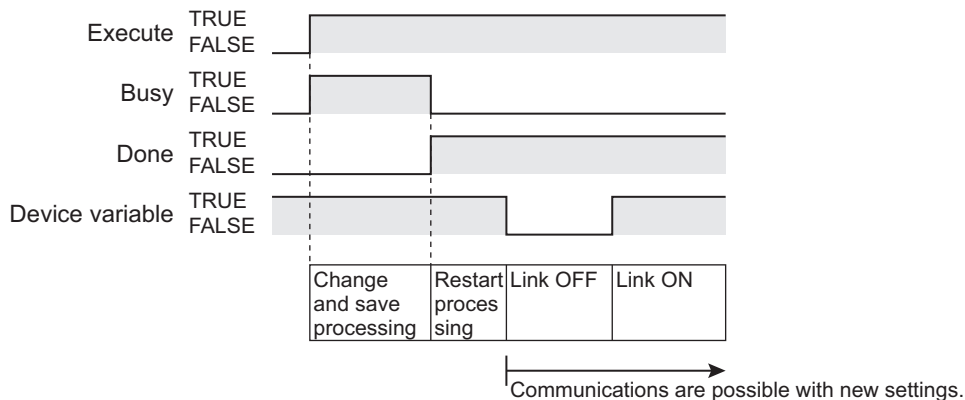 Execute TRUE
FALSE
Busy TRUE
FALSE
Done TRUE
FALSE
Device variable TRUE
FALSE
Change
and save
processing
Restart
proces
sing
Link OFF
Link ON
Communications are possible with new settings.